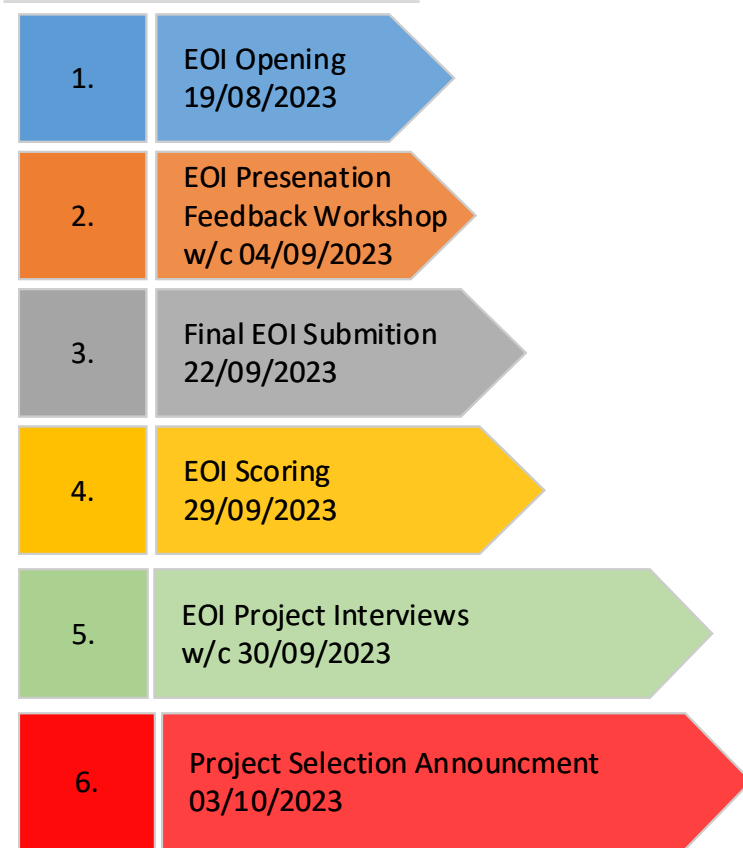 1.
EOI Opening
19/08/2023
2.
EOI Presenation
Feedback Workshop
w/c 04/09/2023
3.
Final EOI Submition
22/09/2023
4.
EOI Scoring
29/09/2023
5.
EOI Project Interviews
w/c 30/09/2023
6.
Project Selection Announcment
03/10/2023